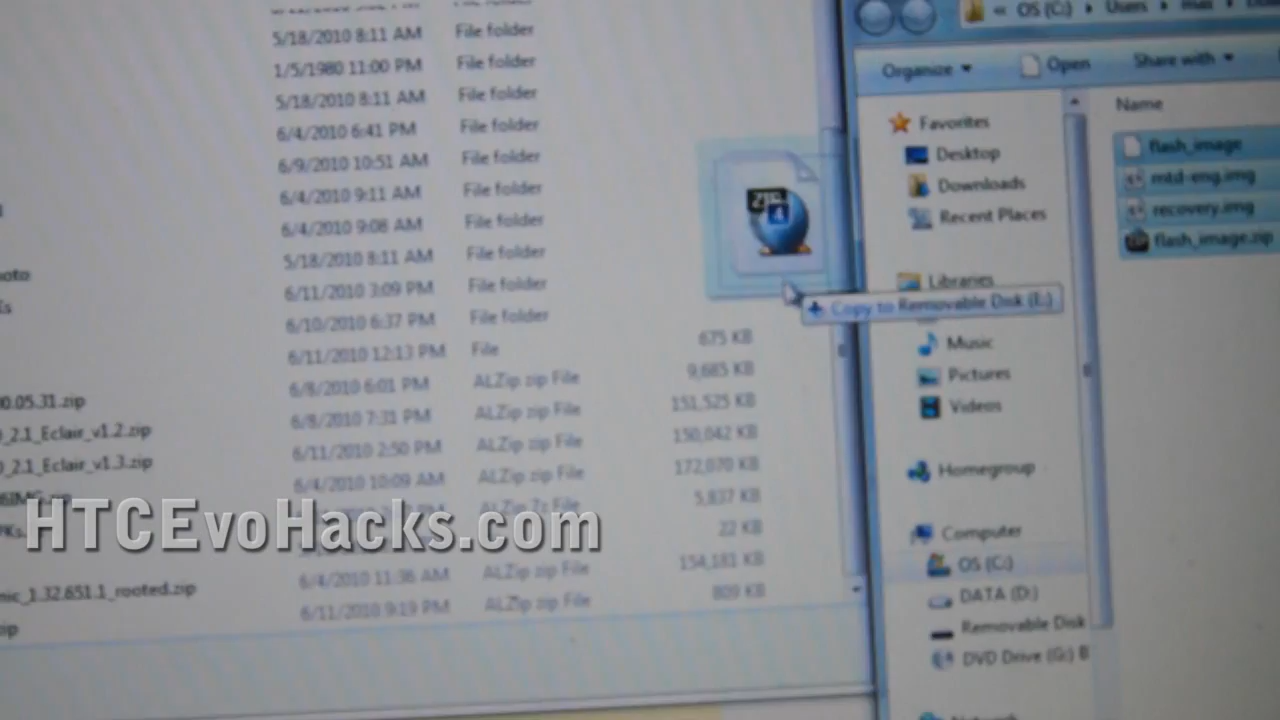 5/18/2010 8:11 AM File folder
1/5/1980 11:00 PM File folder
5/18/2010 8:11 AM File folder
6/4/2010 6:41 PM File folder
6/9/2010 10:51 AM File folder
6/4/2010 9:11 AM File folder
6/4/2010 9:08 AM File folder
5/18/2010 8:11 AM File folder
6/11/2010 3:09 PM File folder
6/10/2010 6:37 PM File folder
6/11/2010 12:13 PM File 675 KB
6/8/2010 6:01 PM ALZip zip File 9,685 KB
0.05.31.zip 6/8/2010 7:31 PM ALZip zip File 151,525 KB
_2.1_Eclair_v1.2.zip 6/11/2010 2:50 PM ALZip zip File 150,042 KB
_2.1_Eclair_v1.3.zip 6/4/2010 10:09 AM ALZip zip File 172,070 KB
5,837 KB
22 KB
HTCEvoHacks.com
6/4/2010 11:36 AM ALZip zip File 154,181 KB
nic_1.32.651.1_rooted.zip 6/11/2010 9:19 PM ALZip zip File 809 KB
zip
ZIP
4
Copy to Removable Disk (E:)
OS (C:) Users
Organize Open Share with
Name
flash_image
mtd-eng.img
recovery.img
flash_image.zip
Favorites
Desktop
Downloads
Recent Places
Libraries
Music
Pictures
Videos
Homegroup
Computer
OS (C:)
DATA (D:)
Removable Disk
DVD Drive (G:) B